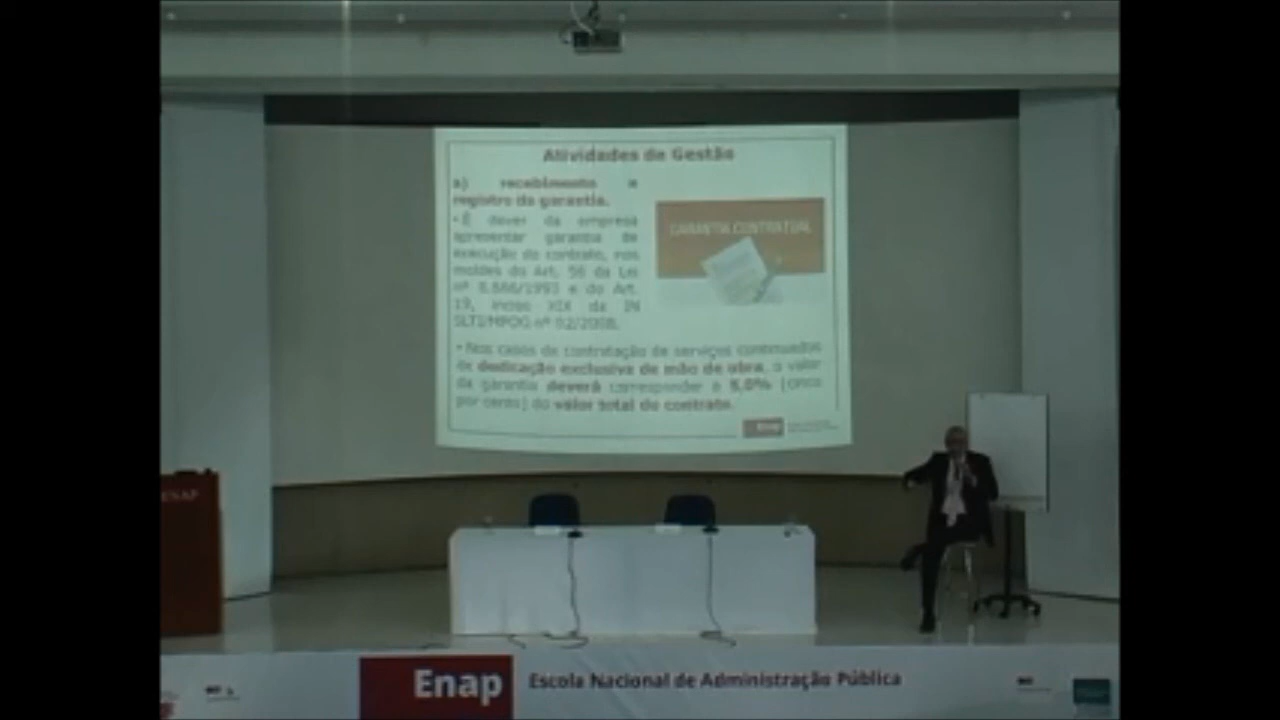 Atividades de Gestão
a) recebimento e
registro da garantia.
• É dever da empresa
apresentar garantia de
execução do contrato, nos
moldes do Art. 56 da Lei
nº 8.666/1993 e do Art.
19, inciso XIX da IN
SLTI/MPOG nº 02/2008.
GARANTIA CONTRATUAL
• Nos casos de contratação de serviços continuados
de dedicação exclusiva de mão de obra, o valor
da garantia deverá corresponder a 5,0% (cinco
por cento) do valor total do contrato.
Enap
ENAP
Enap Escola Nacional de Administração Pública